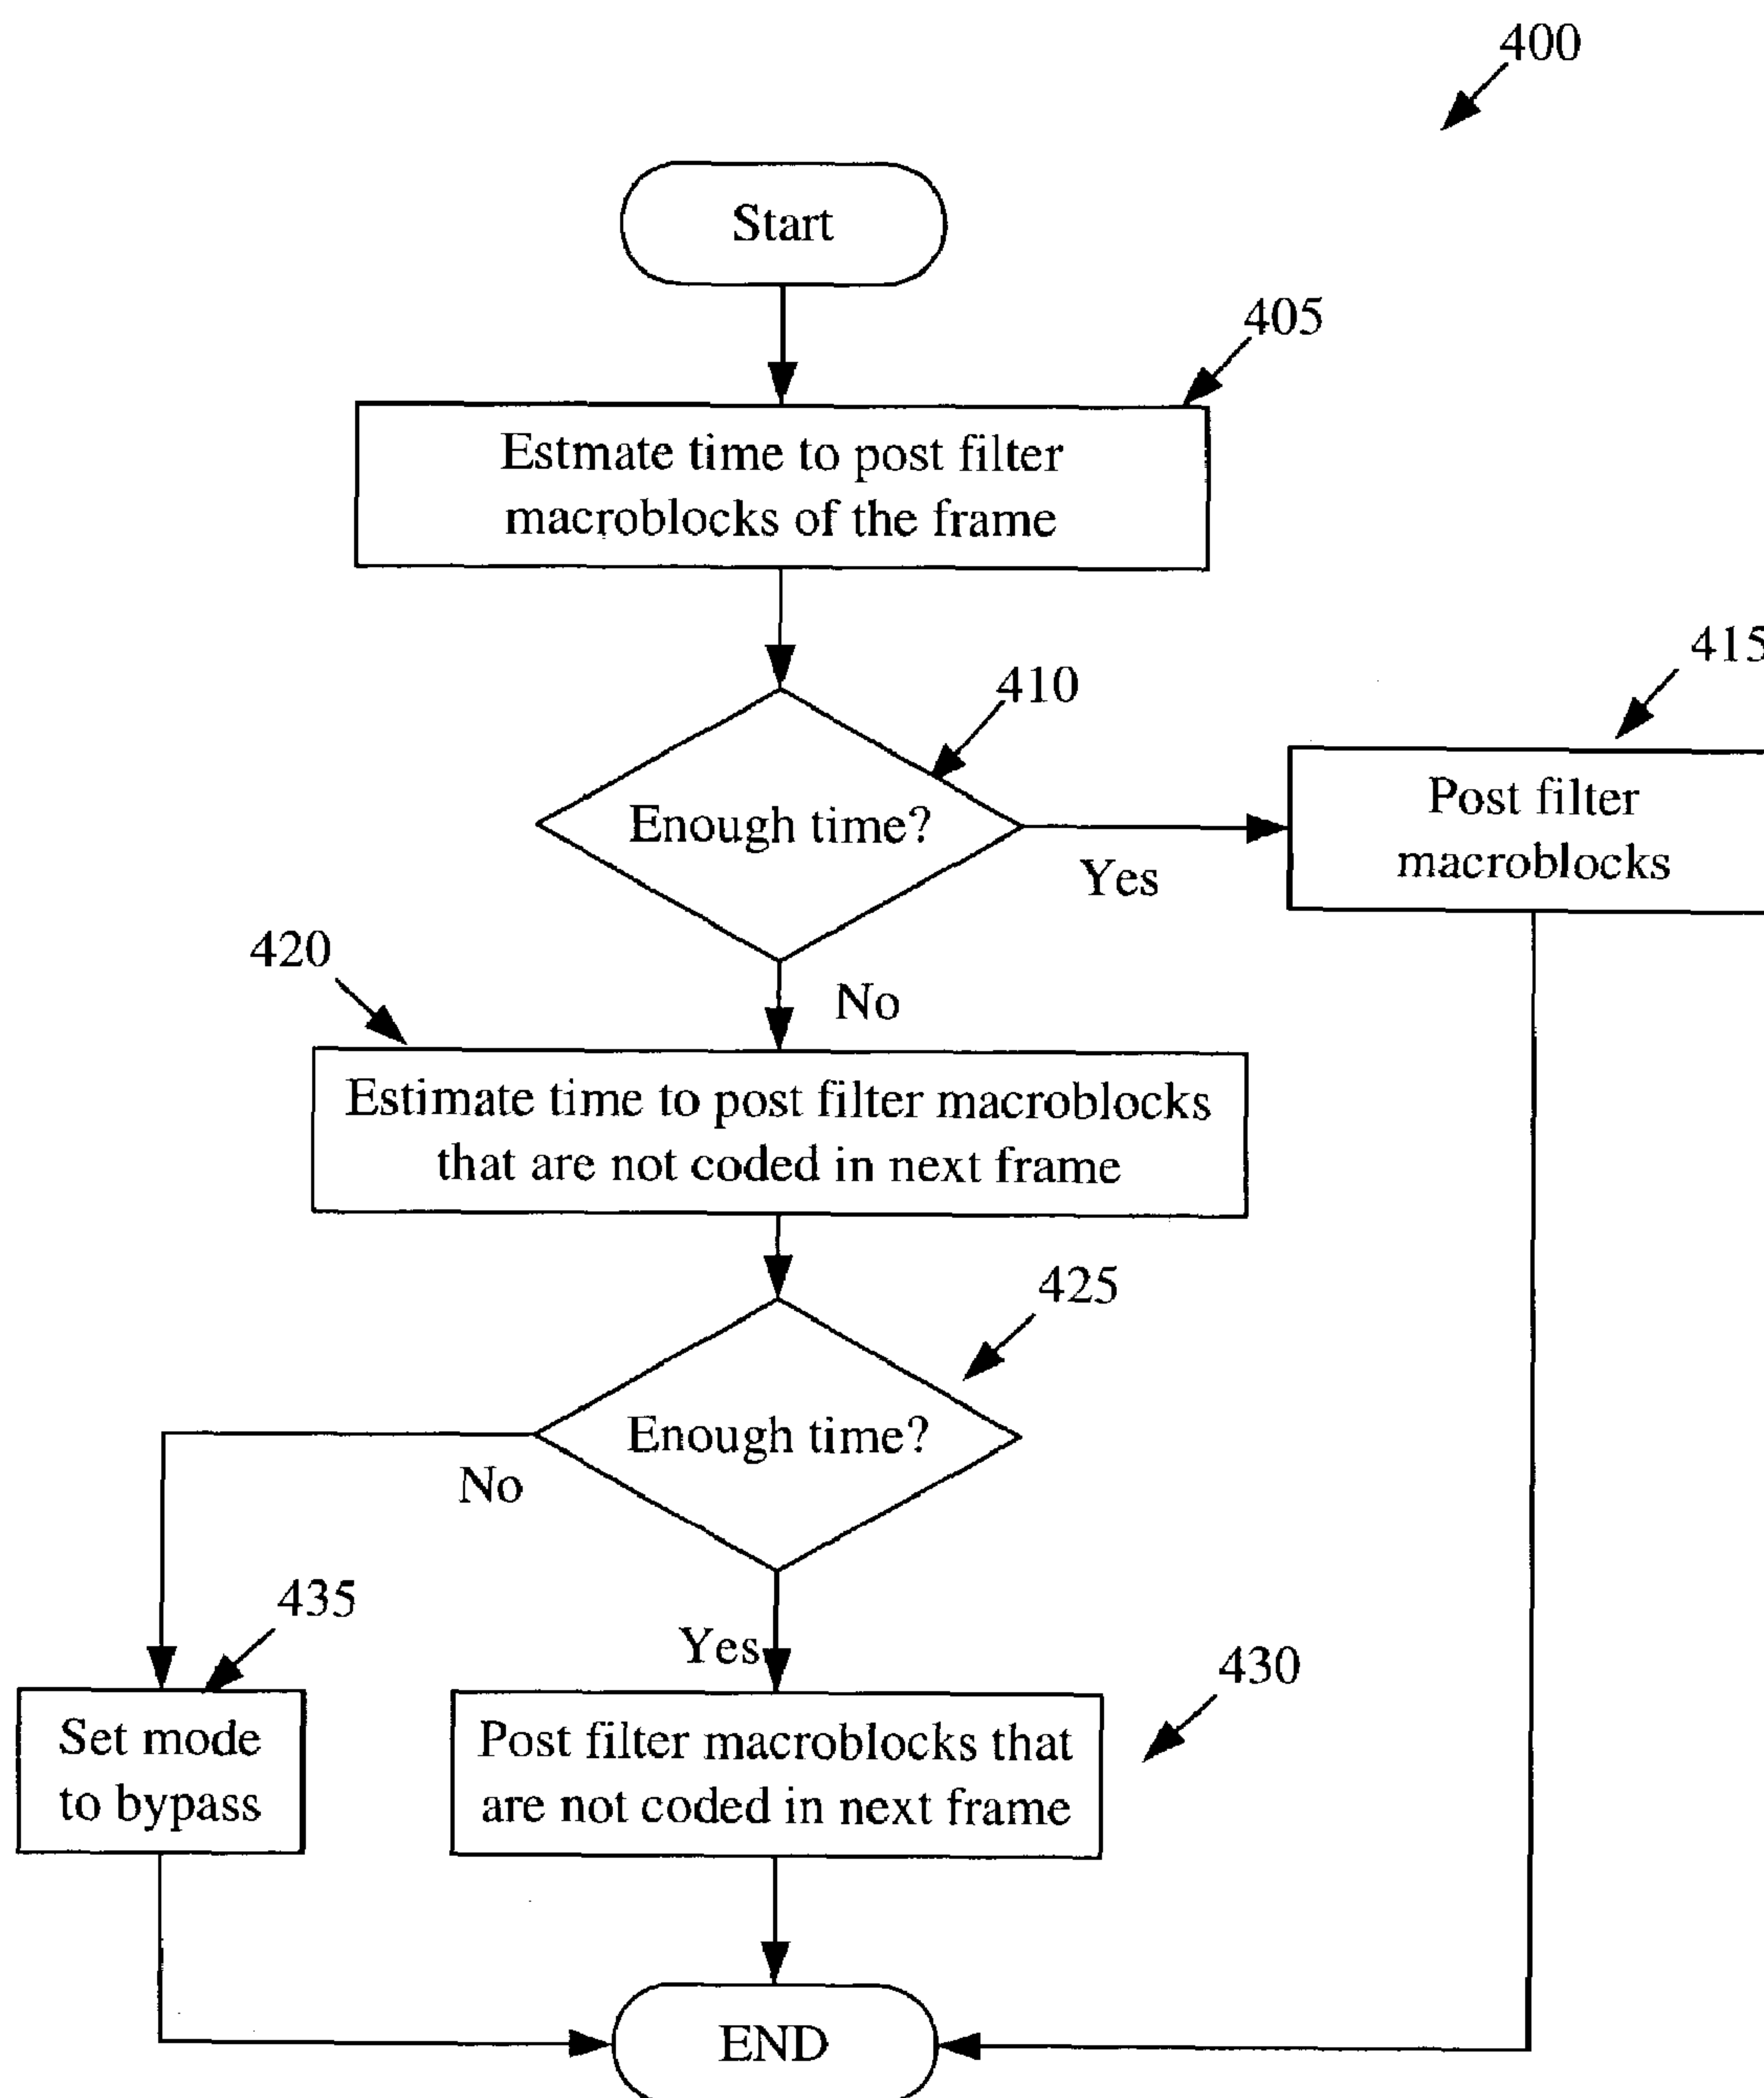 400
Start
405
Estmate time to post filter
macroblocks of the frame
410
415
Enough time?
Yes
Post filter
macroblocks
420
No
Estimate time to post filter macroblocks
that are not coded in next frame
425
Enough time?
No
435
Yes
430
Set mode
to bypass
Post filter macroblocks that
are not coded in next frame
END